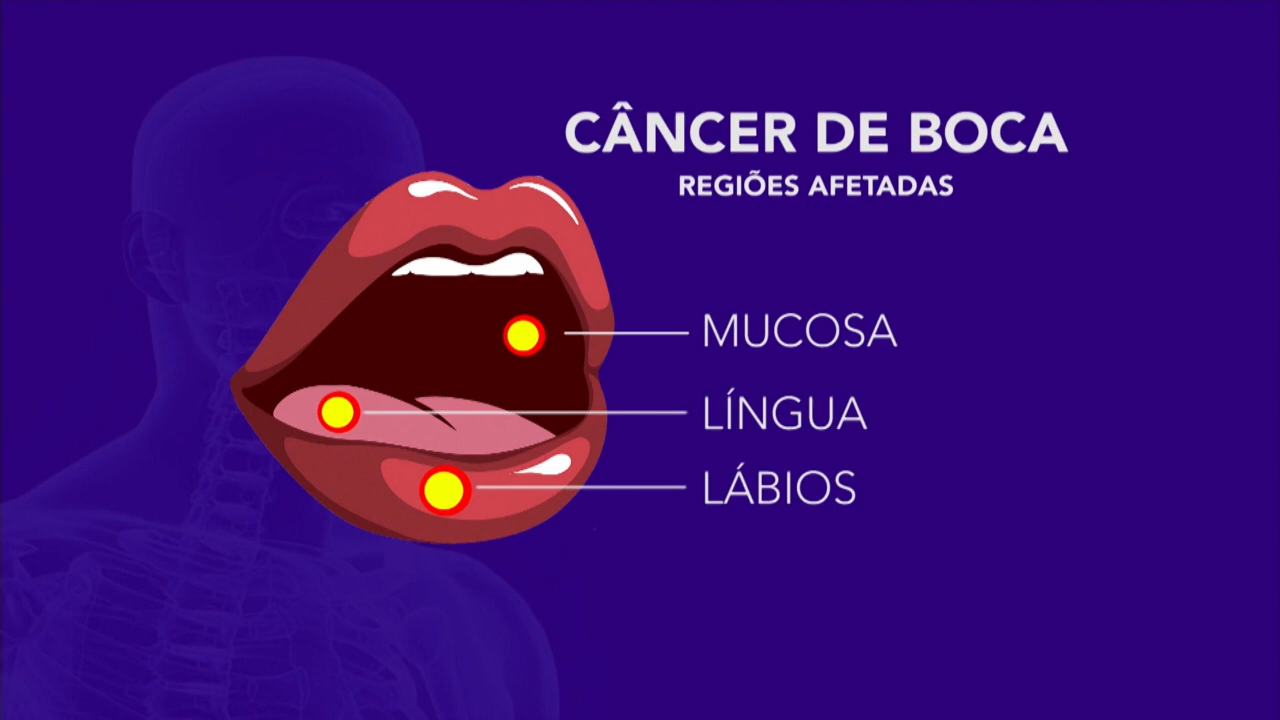 CÂNCER DE BOCA
REGIÕES AFETADAS
MUCOSA
LÍNGUA
LÁBIOS